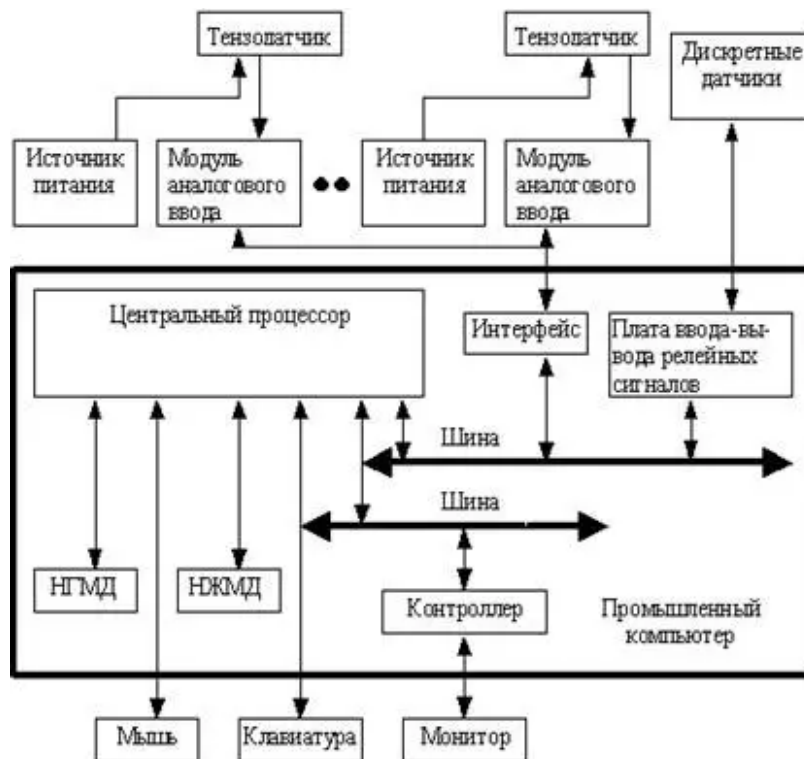 Тензодатчик
Тензодатчик
Дискретные
датчики
Источник
питания
Модуль
аналогового
ввода
Источник
питания
Модуль
аналогового
ввода
Центральный процессор
Интерфейс
Плата ввода-вы-
вода релейных
сигналов
Шина
Шина
НГМД
НЖМД
Контроллер
Промышленный
компьютер
Мышь
Клавиатура
Монитор